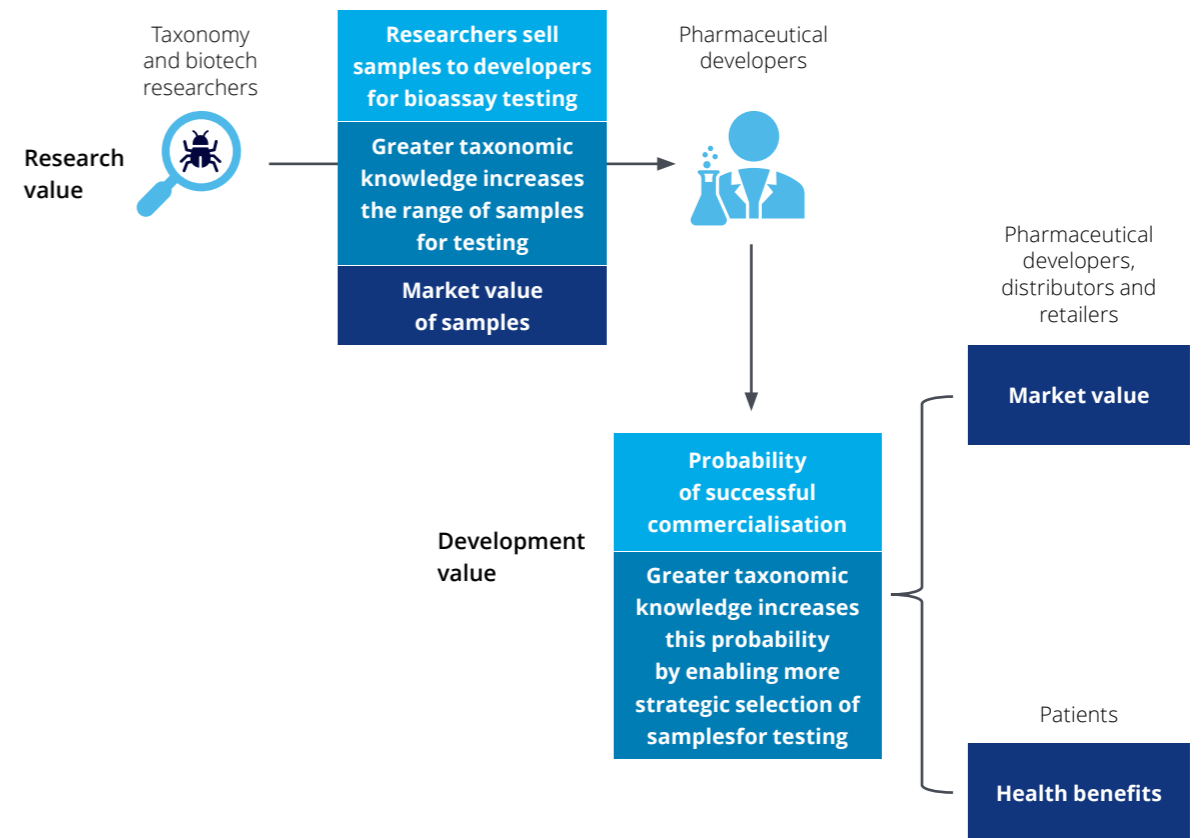 Taxonomy
and biotech
researchers
Researchers sell
samples to developers
for bioassay testing
Pharmaceutical
developers
Research
value
Greater taxonomic
knowledge increases
the range of samples
for testing
Market value
of samples
Pharmaceutical
developers,
distributors and
retailers
Market value
Development
value
Probability
of successful
commercialisation
Greater taxonomic
knowledge increases
this probability
by enabling more
strategic selection of
samplesfor testing
Patients
Health benefits